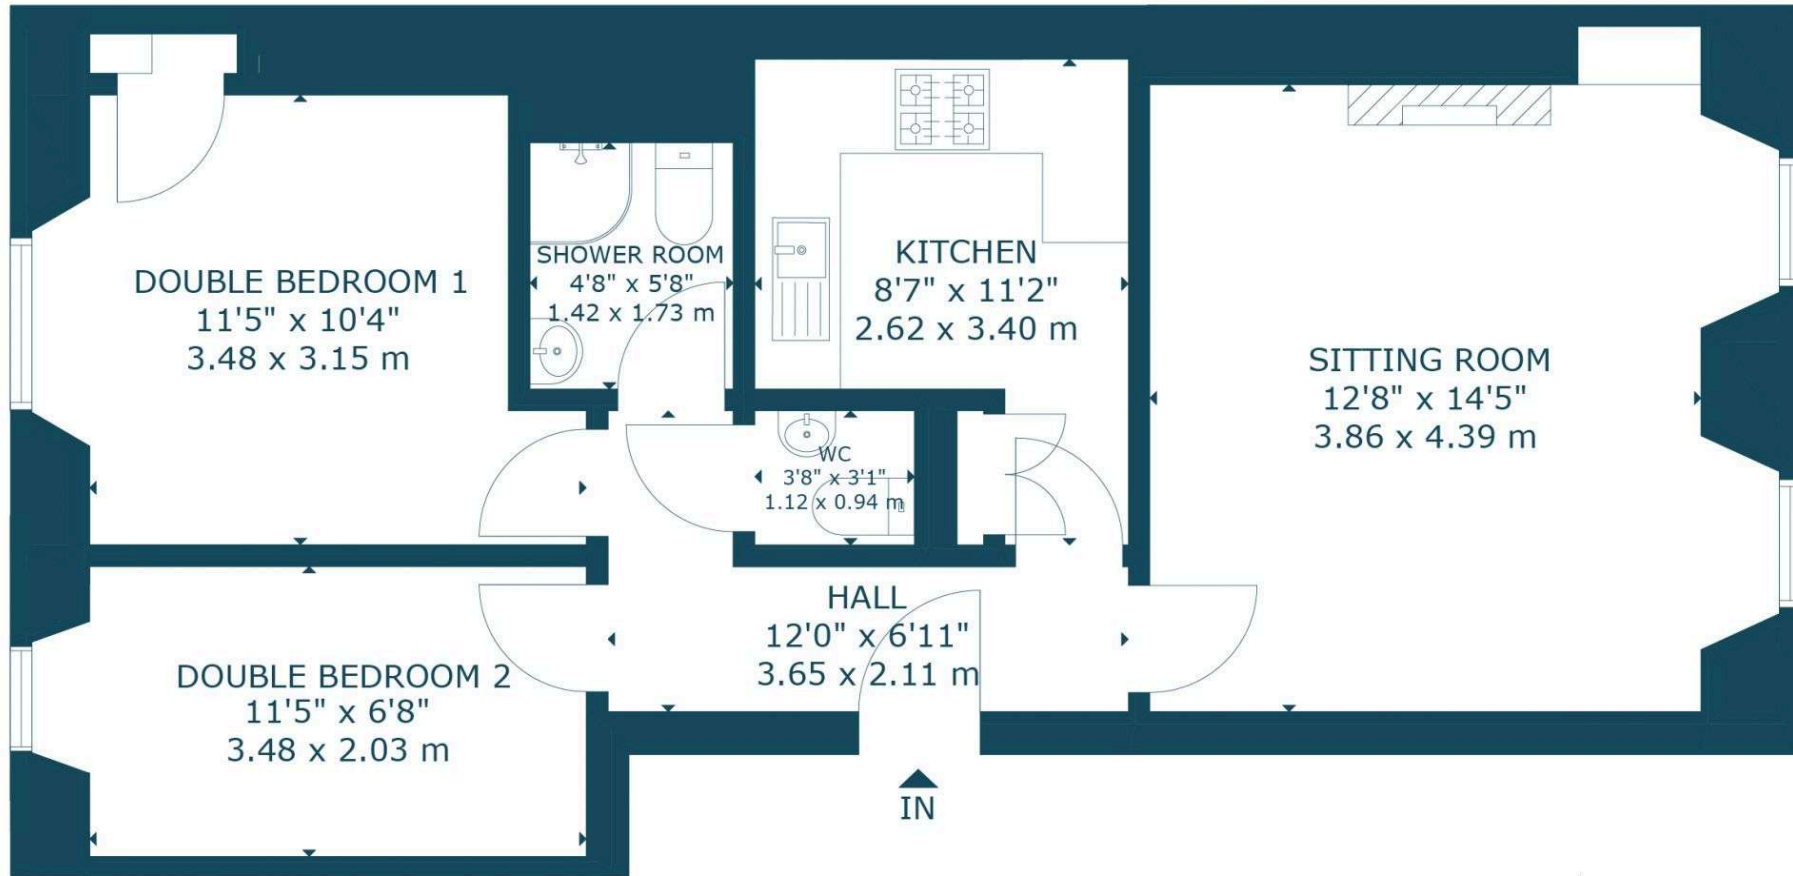 DOUBLE BEDROOM 1
11'5" x 10'4"
3.48 x 3.15 m
SHOWER ROOM
4'8" x 5'8"
1.42 x 1.73 m
KITCHEN
8'7" x 11'2"
2.62 x 3.40 m
SITTING ROOM
12'8" x 14'5"
3.86 x 4.39 m
WC
3'8" x 3'1"
1.12 x 0.94 m
HALL
12'0" x 6'11"
3.65 x 2.11 m
DOUBLE BEDROOM 2
11'5" x 6'8"
3.48 x 2.03 m
IN